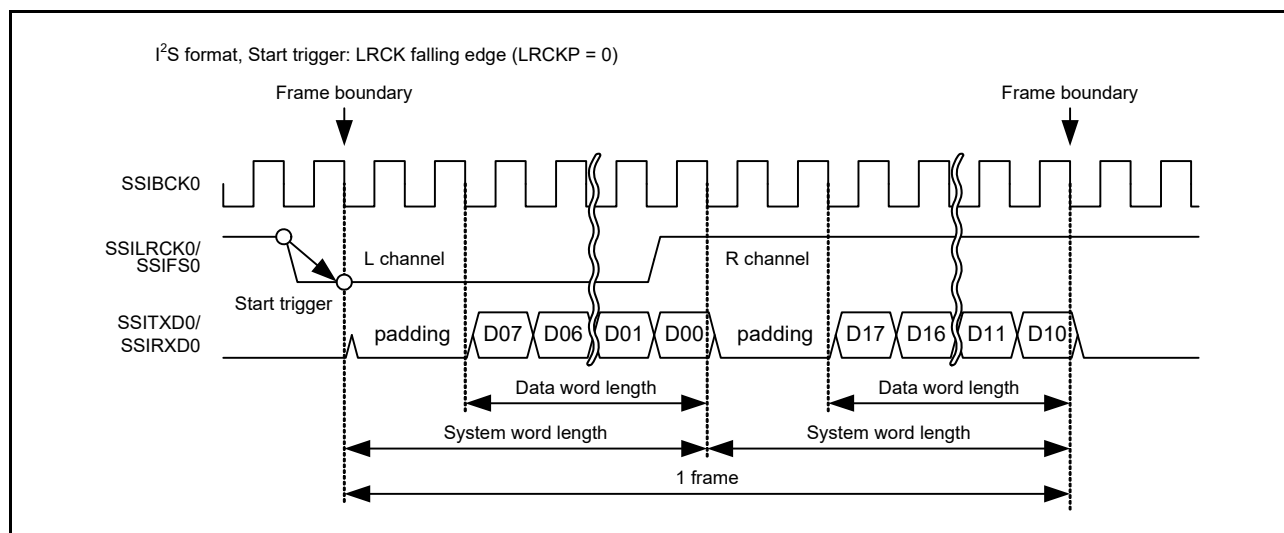 I²S format, Start trigger: LRCK falling edge (LRCKP = 0)
Frame boundary
Frame boundary
SSIBCK0
SSILRCK0/
SSIFS0
L channel
R channel
Start trigger
SSITXD0/
SSIRXD0
padding
D07
D06
D01
D00
padding
D17
D16
D11
D10
Data word length
Data word length
System word length
System word length
1 frame